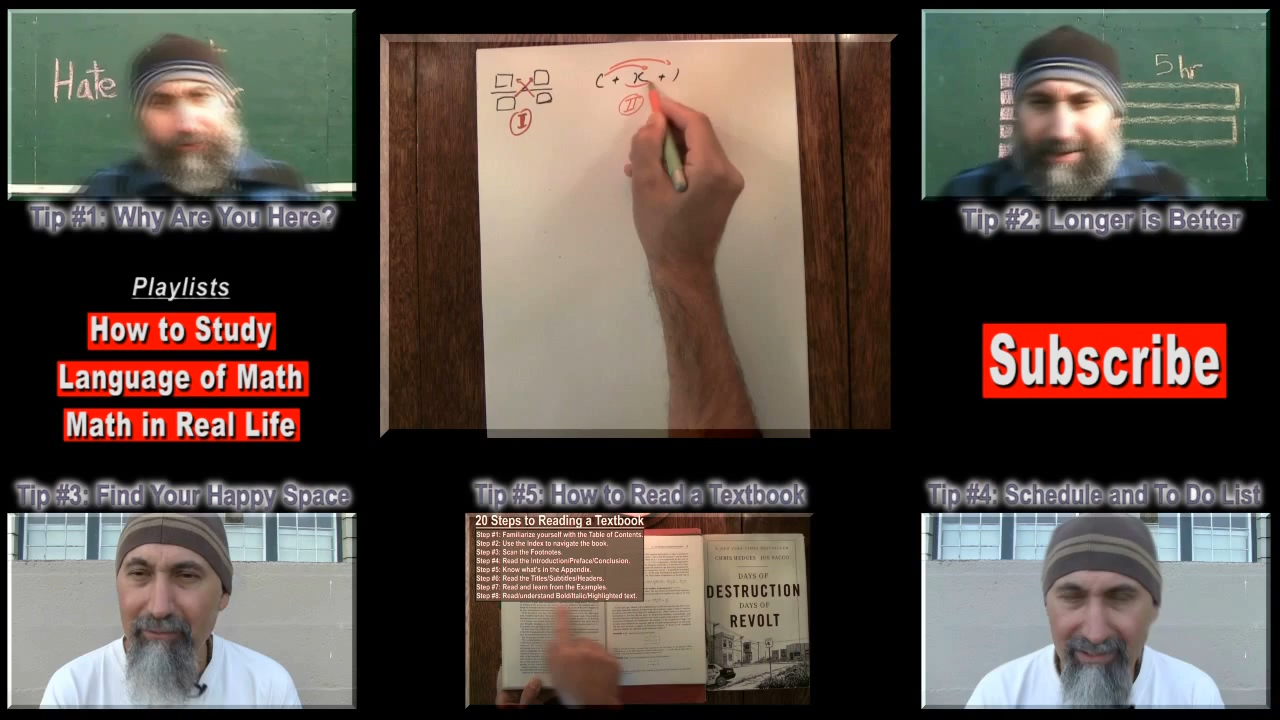 Hate
5 hr
I
II
Tip #1: Why Are You Here?
Tip #2: Longer is Better
Playlists
How to Study
Language of Math
Math in Real Life
Subscribe
Tip #3: Find Your Happy Space
Tip #5: How to Read a Textbook
Tip #4: Schedule and To Do List
20 Steps to Reading a Textbook
Step #1: Familiarize yourself with the Table of Contents.
Step #2: Use the Index to navigate the book.
Step #3: Scan the Footnotes.
Step #4: Read the Introduction/Preface/Conclusion.
Step #5: Know what's in the Appendix.
Step #6: Read the Titles/Subtitles/Headers.
Step #7: Read and learn from the Examples.
Step #8: Read/understand Bold/Italic/Highlighted text.
CHRIS HEDGES JOE SACCO
DAYS OF
DESTRUCTION
DAYS OF
REVOLT